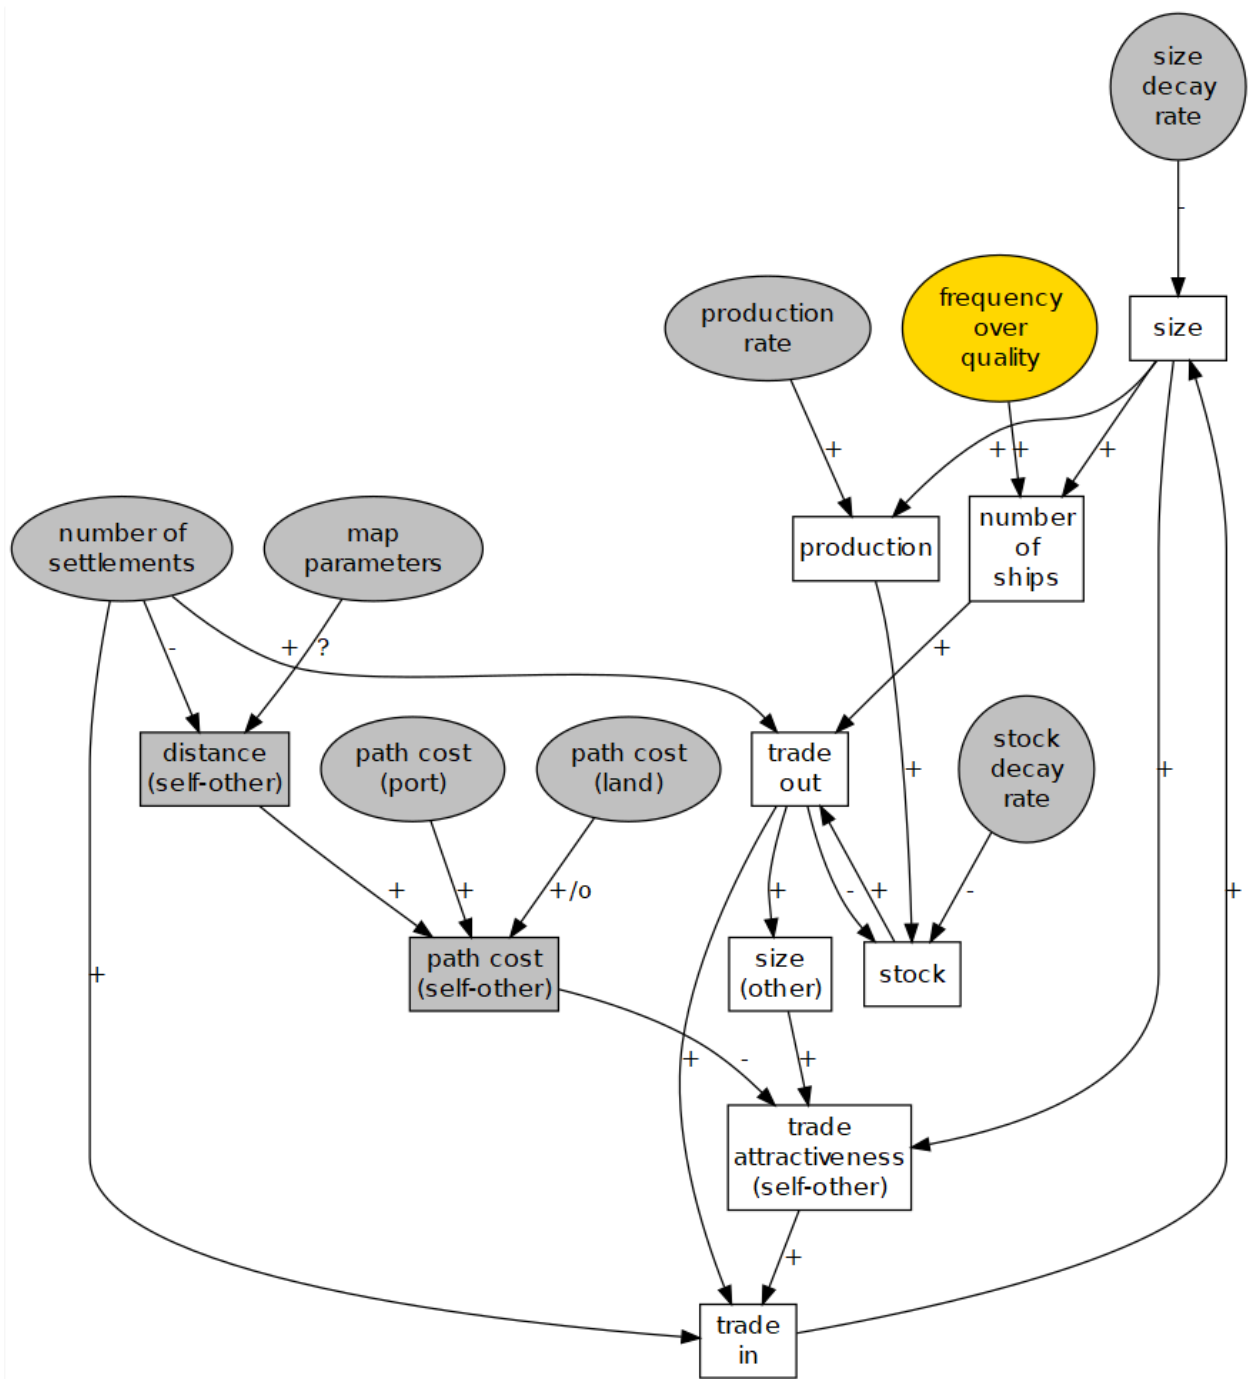 size
decay
rate
-
production
rate
frequency
over
quality
size
+
+
+
+
number of
settlements
map
parameters
production
number
of
ships
-
+
?
+
distance
(self-other)
path cost
(port)
path cost
(land)
trade
out
+
stock
decay
rate
+
+
+
+/o
+
-
+
-
+
+
path cost
(self-other)
size
(other)
stock
+
-
+
trade
attractiveness
(self-other)
+
trade
in